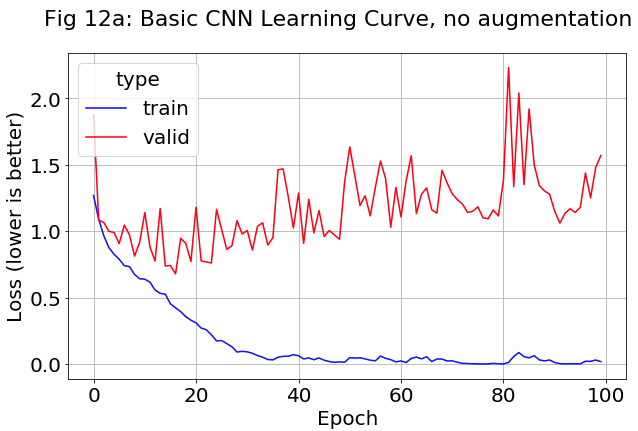 Fig 12a: Basic CNN Learning Curve, no augmentation
type
train
valid
2.0
1.5
1.0
0.5
0.0
Loss (lower is better)
0 20 40 60 80 100
Epoch